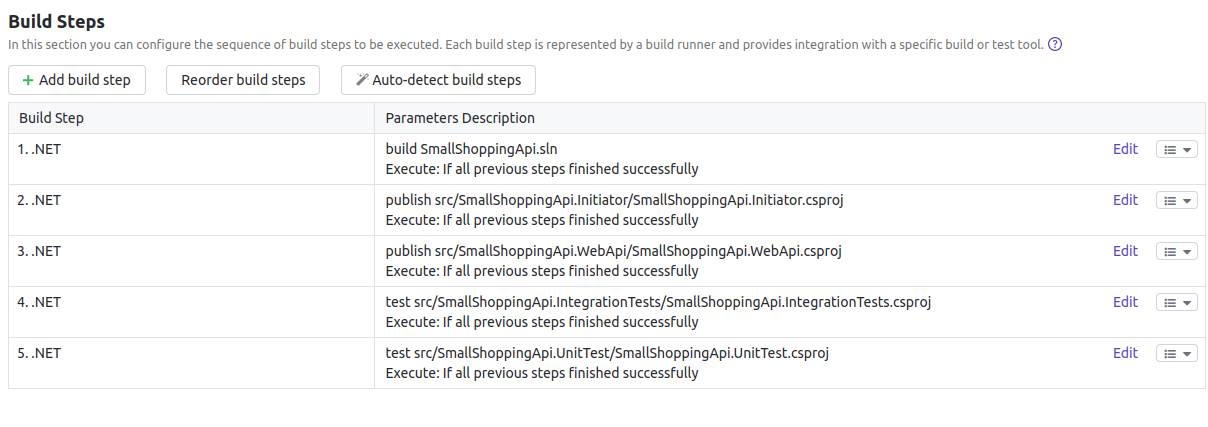 Build Steps
In this section you can configure the sequence of build steps to be executed. Each build step is represented by a build runner and provides integration with a specific build or test tool. ?
+ Add build step Reorder build steps Auto-detect build steps
Build Step Parameters Description
1. .NET build SmallShoppingApi.sln Edit
Execute: If all previous steps finished successfully
2. .NET publish src/SmallShoppingApi.Initiator/SmallShoppingApi.Initiator.csproj Edit
Execute: If all previous steps finished successfully
3. .NET publish src/SmallShoppingApi.WebApi/SmallShoppingApi.WebApi.csproj Edit
Execute: If all previous steps finished successfully
4. .NET test src/SmallShoppingApi.IntegrationTests/SmallShoppingApi.IntegrationTests.csproj Edit
Execute: If all previous steps finished successfully
5. .NET test src/SmallShoppingApi.UnitTest/SmallShoppingApi.UnitTest.csproj Edit
Execute: If all previous steps finished successfully